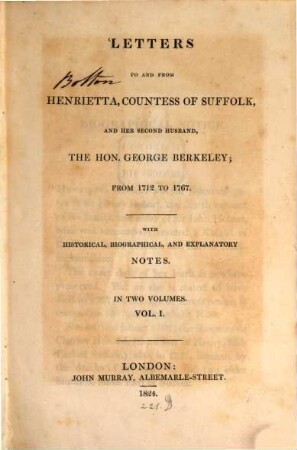 LETTERS
TO AND FROM
Bolton
HENRIETTA, COUNTESS OF SUFFOLK,
AND HER SECOND HUSBAND,
THE HON. GEORGE BERKELEY;
FROM 1712 TO 1767.
WITH
HISTORICAL, BIOGRAPHICAL, AND EXPLANATORY
NOTES.
IN TWO VOLUMES.
VOL. I.
LONDON:
JOHN MURRAY, ALBEMARLE-STREET.
1824.